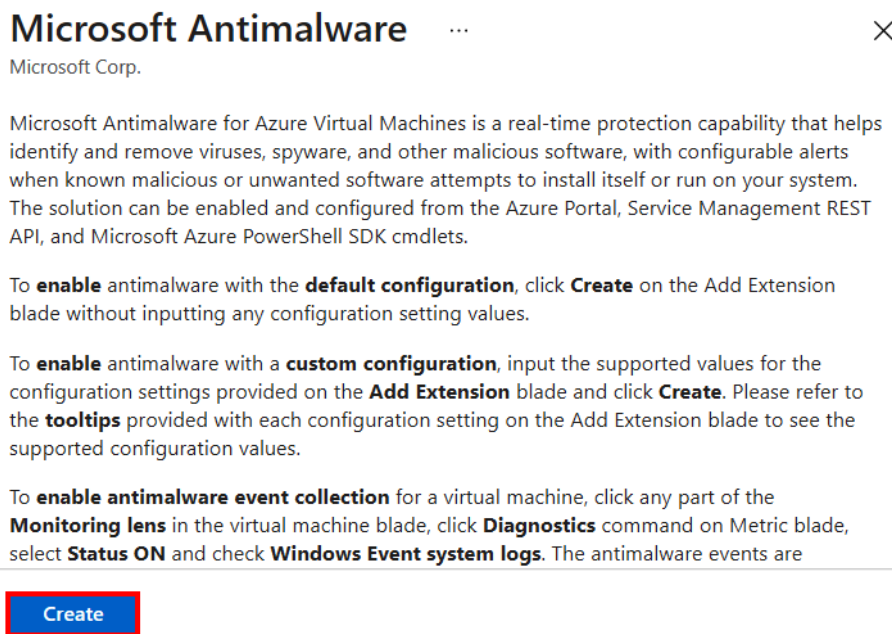 Microsoft Antimalware ...
Microsoft Corp.
Microsoft Antimalware for Azure Virtual Machines is a real-time protection capability that helps
identify and remove viruses, spyware, and other malicious software, with configurable alerts
when known malicious or unwanted software attempts to install itself or run on your system.
The solution can be enabled and configured from the Azure Portal, Service Management REST
API, and Microsoft Azure PowerShell SDK cmdlets.
To enable antimalware with the default configuration, click Create on the Add Extension
blade without inputting any configuration setting values.
To enable antimalware with a custom configuration, input the supported values for the
configuration settings provided on the Add Extension blade and click Create. Please refer to
the tooltips provided with each configuration setting on the Add Extension blade to see the
supported configuration values.
To enable antimalware event collection for a virtual machine, click any part of the
Monitoring lens in the virtual machine blade, click Diagnostics command on Metric blade,
select Status ON and check Windows Event system logs. The antimalware events are
Create